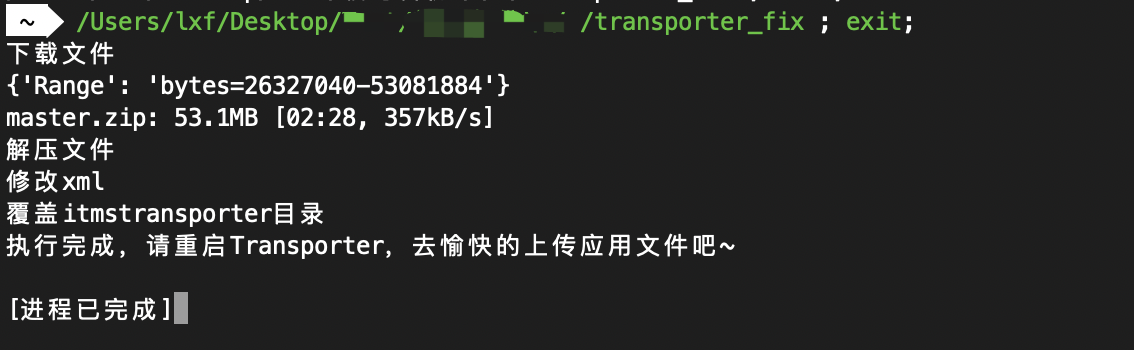 ~ /Users/lxf/Desktop/ /transporter_fix ; exit;
下载文件
{'Range': 'bytes=26327040-53081884'}
master.zip: 53.1MB [02:28, 357kB/s]
解压文件
修改xml
覆盖itmstransporter目录
执行完成, 请重启Transporter, 去愉快的上传应用文件吧~
[进程已完成]